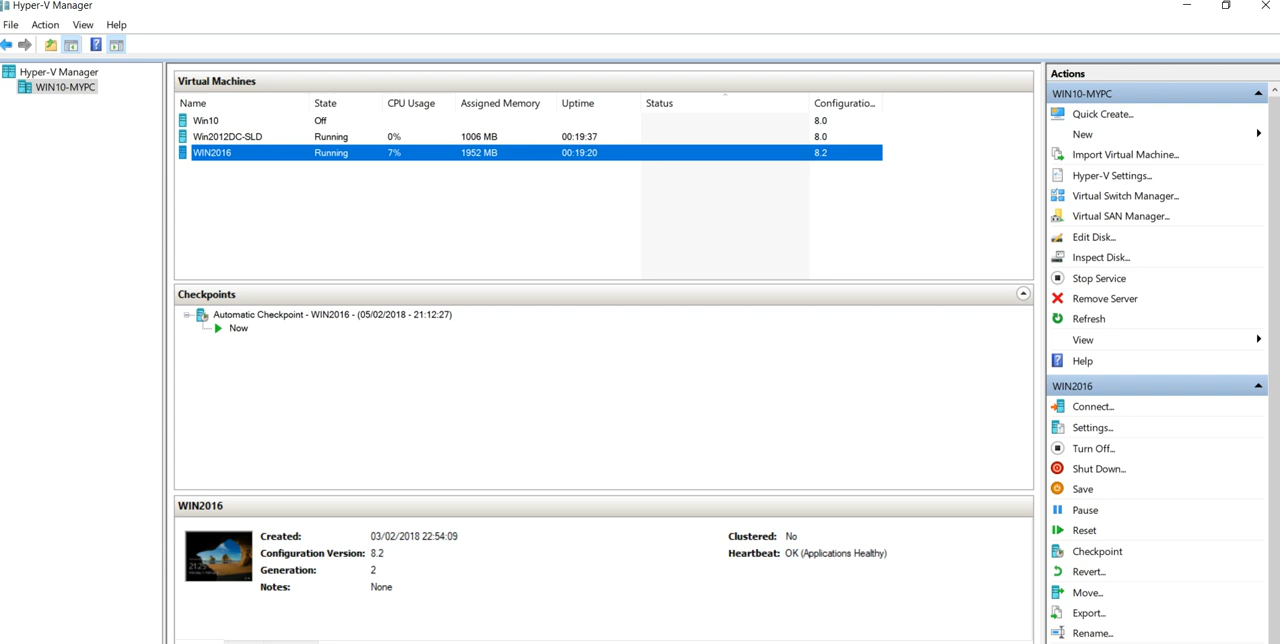 Hyper-V Manager
File Action View Help
Hyper-V Manager
WIN10-MYPC
Virtual Machines
Name State CPU Usage Assigned Memory Uptime Status Configuratio...
Win10 Off 8.0
Win2012DC-SLD Running 0% 1006 MB 00:19:37 8.0
WIN2016 Running 7% 1952 MB 00:19:20 8.2
Checkpoints
Automatic Checkpoint - WIN2016 - (05/02/2018 - 21:12:27)
Now
WIN2016
Created: 03/02/2018 22:54:09 Clustered: No
Configuration Version: 8.2 Heartbeat: OK (Applications Healthy)
Generation: 2
Notes: None
Actions
WIN10-MYPC
Quick Create...
New
Import Virtual Machine...
Hyper-V Settings...
Virtual Switch Manager...
Virtual SAN Manager...
Edit Disk...
Inspect Disk...
Stop Service
Remove Server
Refresh
View
Help
WIN2016
Connect...
Settings...
Turn Off...
Shut Down...
Save
Pause
Reset
Checkpoint
Revert...
Move...
Export...
Rename...